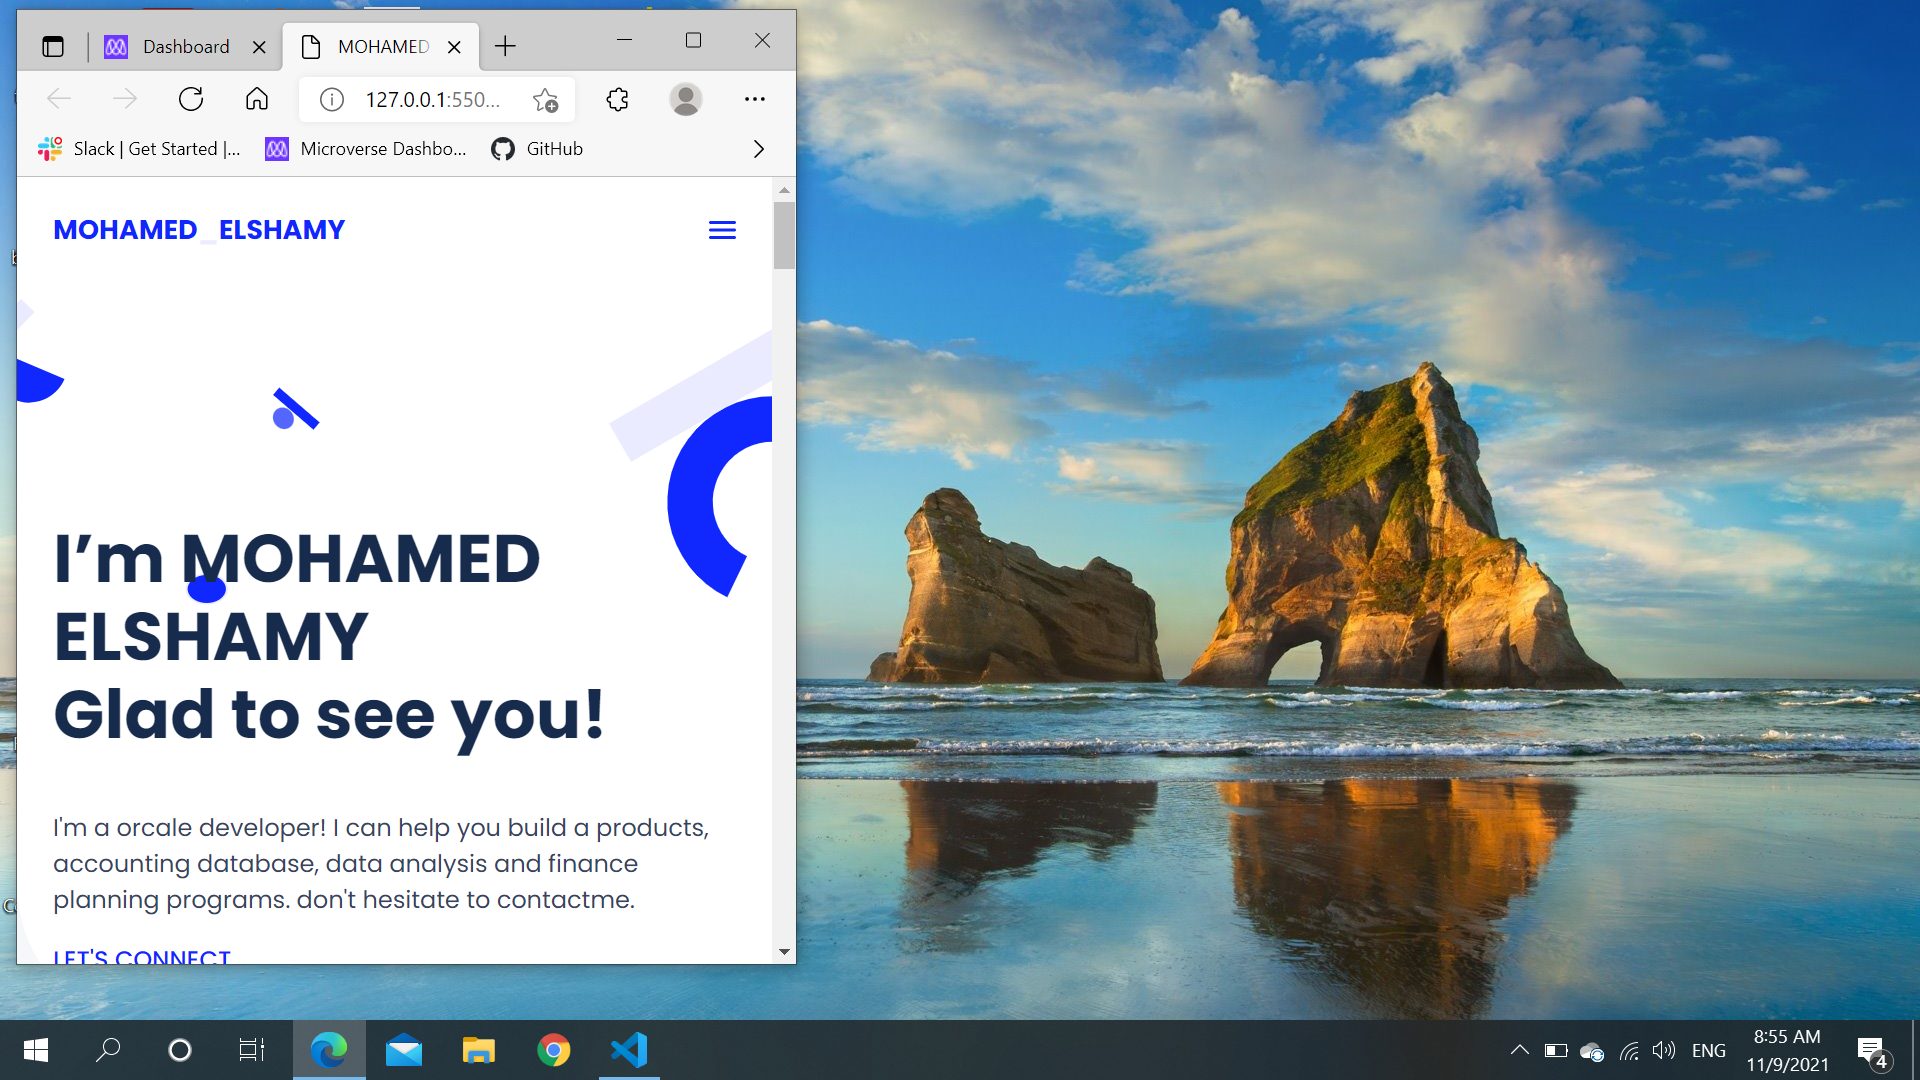 Dashboard
MOHAMED
127.0.0.1:550...
Slack | Get Started |...
Microverse Dashbo...
GitHub
MOHAMED_ELSHAMY
I’m MOHAMED
ELSHAMY
Glad to see you!
I'm a orcale developer! I can help you build a products,
accounting database, data analysis and finance
planning programs. don't hesitate to contactme.
LET'S CONNECT
ENG
8:55 AM
11/9/2021
4